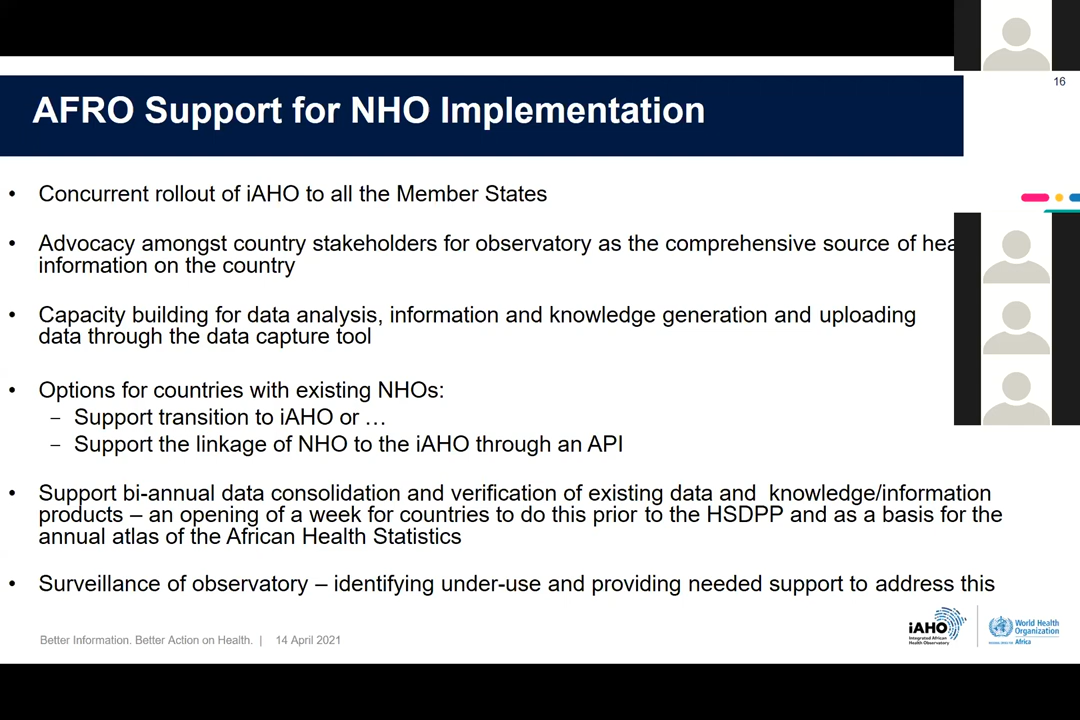 16
AFRO Support for NHO Implementation
• Concurrent rollout of iAHO to all the Member States
• Advocacy amongst country stakeholders for observatory as the comprehensive source of
information on the country
• Capacity building for data analysis, information and knowledge generation and uploading
data through the data capture tool
• Options for countries with existing NHOs:
– Support transition to iAHO or …
– Support the linkage of NHO to the iAHO through an API
• Support bi-annual data consolidation and verification of existing data and knowledge/information
products – an opening of a week for countries to do this prior to the HSDPP and as a basis for the
annual atlas of the African Health Statistics
• Surveillance of observatory – identifying under-use and providing needed support to address this
Better Information. Better Action on Health. | 14 April 2021
iAHO
Integrated African
Health Observatory
World Health
Organization
Africa